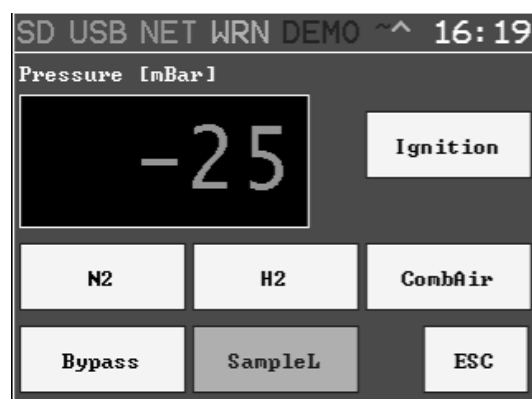 SD USB NET WRN DEMO ~^ 16:19
Pressure [mBar]
-25
Ignition
N2 H2 CombAir
Bypass SampleL ESC